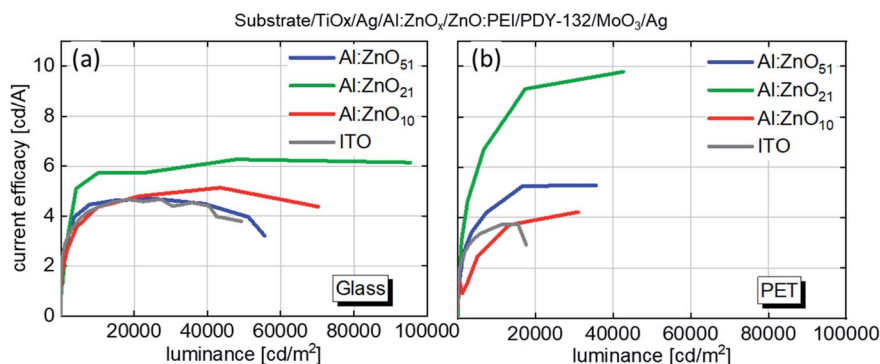 Substrate/TiOx/Ag/Al:ZnOₓ/ZnO:PEI/PDY-132/MoO₃/Ag
(a)
Al:ZnO₅₁
Al:ZnO₂₁
Al:ZnO₁₀
ITO
Glass
current efficacy [cd/A]
10
8
6
4
2
0
20000 40000 60000 80000 100000
luminance [cd/m²]
(b)
Al:ZnO₅₁
Al:ZnO₂₁
Al:ZnO₁₀
ITO
PET
0 20000 40000 60000 80000 100000
luminance [cd/m²]